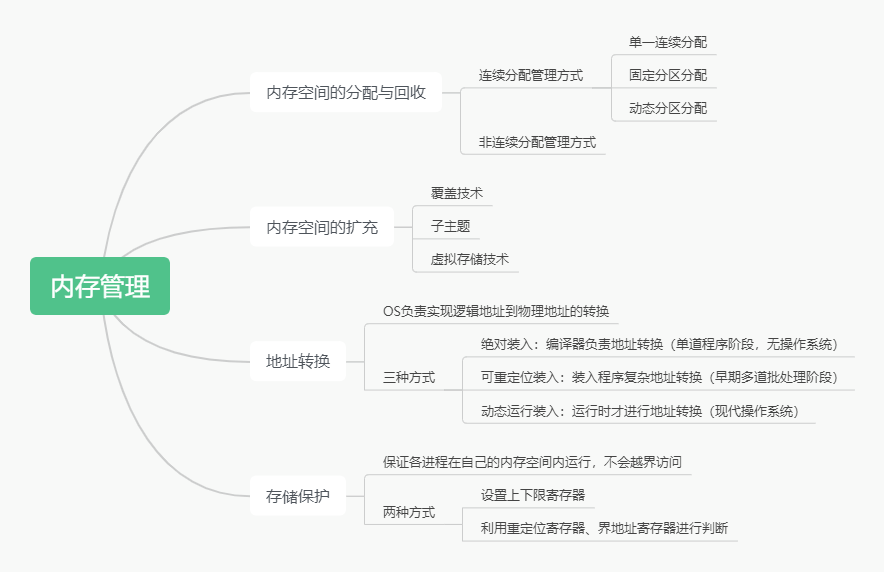 内存管理
内存空间的分配与回收
连续分配管理方式
单一连续分配
固定分区分配
动态分区分配
非连续分配管理方式
内存空间的扩充
覆盖技术
子主题
虚拟存储技术
地址转换
OS负责实现逻辑地址到物理地址的转换
三种方式
绝对装入：编译器负责地址转换（单道程序阶段，无操作系统）
可重定位装入：装入程序复杂地址转换（早期多道批处理阶段）
动态运行装入：运行时才进行地址转换（现代操作系统）
存储保护
保证各进程在自己的内存空间内运行，不会越界访问
两种方式
设置上下限寄存器
利用重定位寄存器、界地址寄存器进行判断